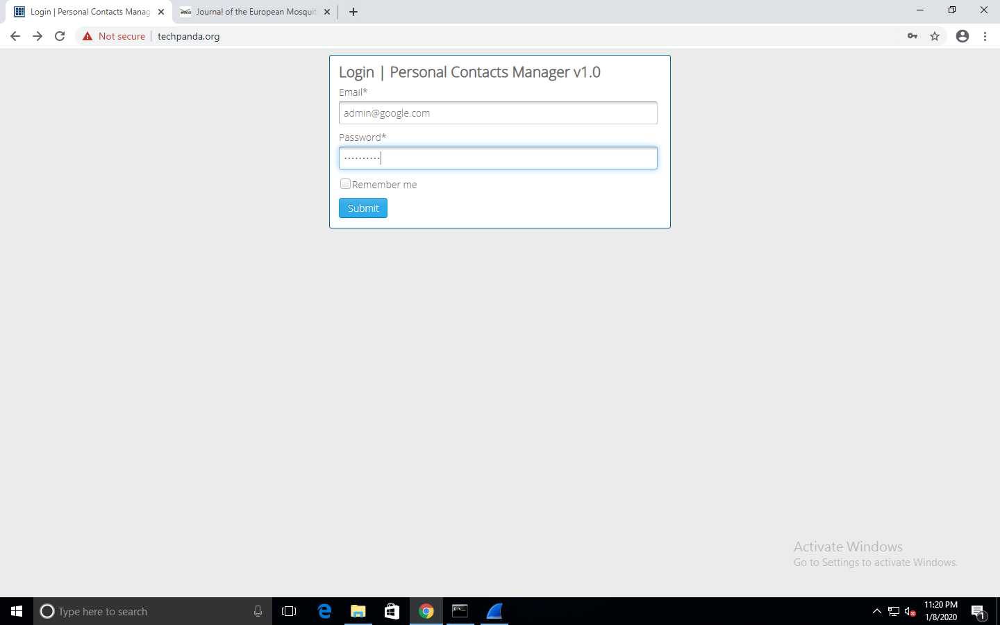 Login | Personal Contacts Manag
Journal of the European Mosquit
Not secure
techpanda.org
Login | Personal Contacts Manager v1.0
Email*
admin@google.com
Password*
··········
Remember me
Submit
Activate Windows
Go to Settings to activate Windows.
Type here to search
11:20 PM
1/8/2020
1